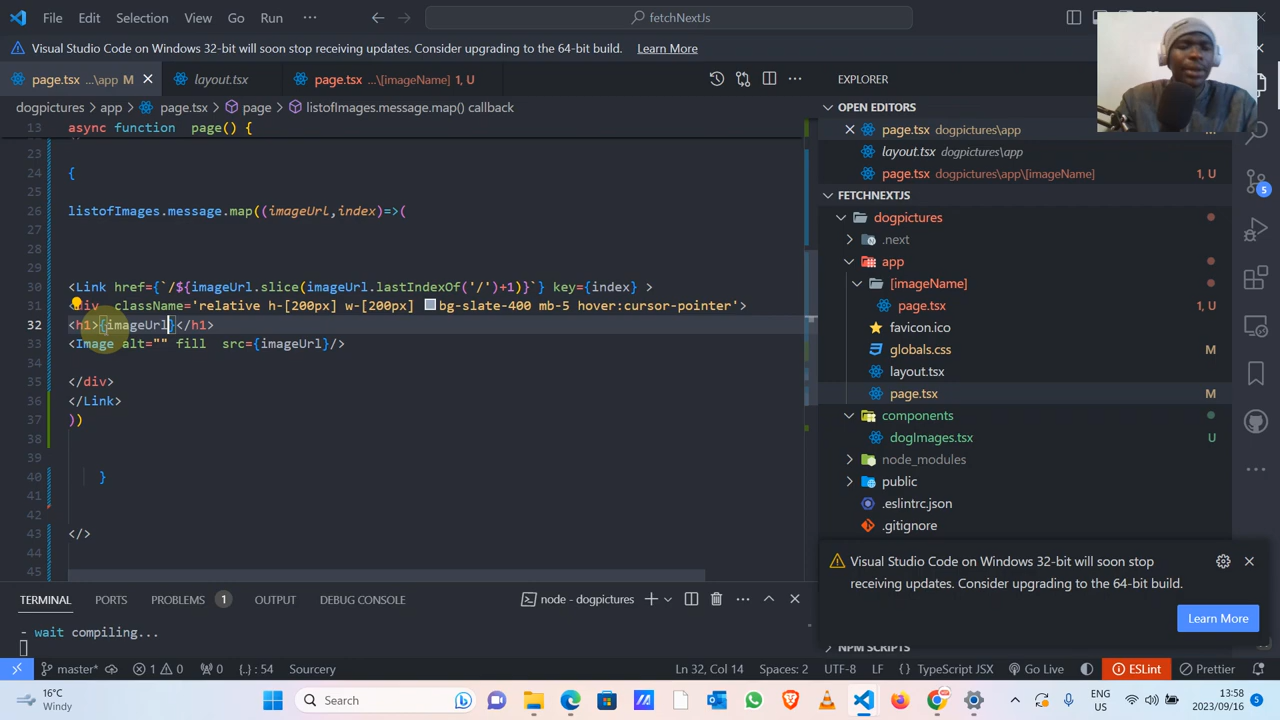 File Edit Selection View Go Run ··· fetchNextJs
Visual Studio Code on Windows 32-bit will soon stop receiving updates. Consider upgrading to the 64-bit build. Learn More
page.tsx ...\app M layout.tsx page.tsx ...\[imageName] 1, U
dogpictures > app > page.tsx > page > listofImages.message.map() callback
13 async function page() {
23
24 {
25
26 listofImages.message.map((imageUrl,index)=>(
27
28
29
30 <Link href={`/${imageUrl.slice(imageUrl.lastIndexOf('/')+1)}`} key={index} >
31 <div className='relative h-[200px] w-[200px] bg-slate-400 mb-5 hover:cursor-pointer'>
32 <h1>{imageUrl}</h1>
33 <Image alt="" fill src={imageUrl}/>
34
35 </div>
36 </Link>
37 ))
38
39
40 }
41
42
43 </>
44
45
EXPLORER
OPEN EDITORS
page.tsx dogpictures\app
layout.tsx dogpictures\app
page.tsx dogpictures\app\[imageName] 1, U
FETCHNEXTJS
dogpictures
.next
app
[imageName]
page.tsx 1, U
favicon.ico
globals.css M
layout.tsx
page.tsx M
components
dogImages.tsx U
node_modules
public
.eslintrc.json
.gitignore
5
Visual Studio Code on Windows 32-bit will soon stop
receiving updates. Consider upgrading to the 64-bit build.
Learn More
NPM SCRIPTS
TERMINAL PORTS PROBLEMS 1 OUTPUT DEBUG CONSOLE node - dogpictures
- wait compiling...
master* 1 0 0 {..} : 54 Sourcery Ln 32, Col 14 Spaces: 2 UTF-8 LF {} TypeScript JSX Go Live ESLint Prettier
16°C
Windy
Search
ENG
US
13:58
2023/09/16
5